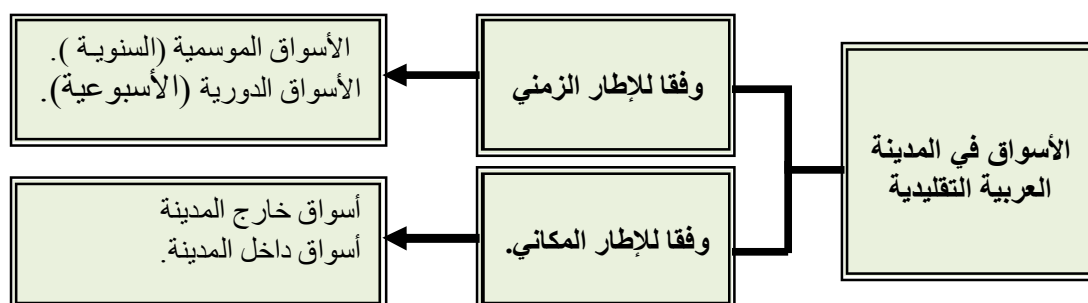 الأسواق في المدينة
العربية التقليدية
وفقا للإطار الزمني
الأسواق الموسمية (السنوية ).
الأسواق الدورية (الأسبوعية).
وفقا للإطار المكاني.
أسواق خارج المدينة
أسواق داخل المدينة.